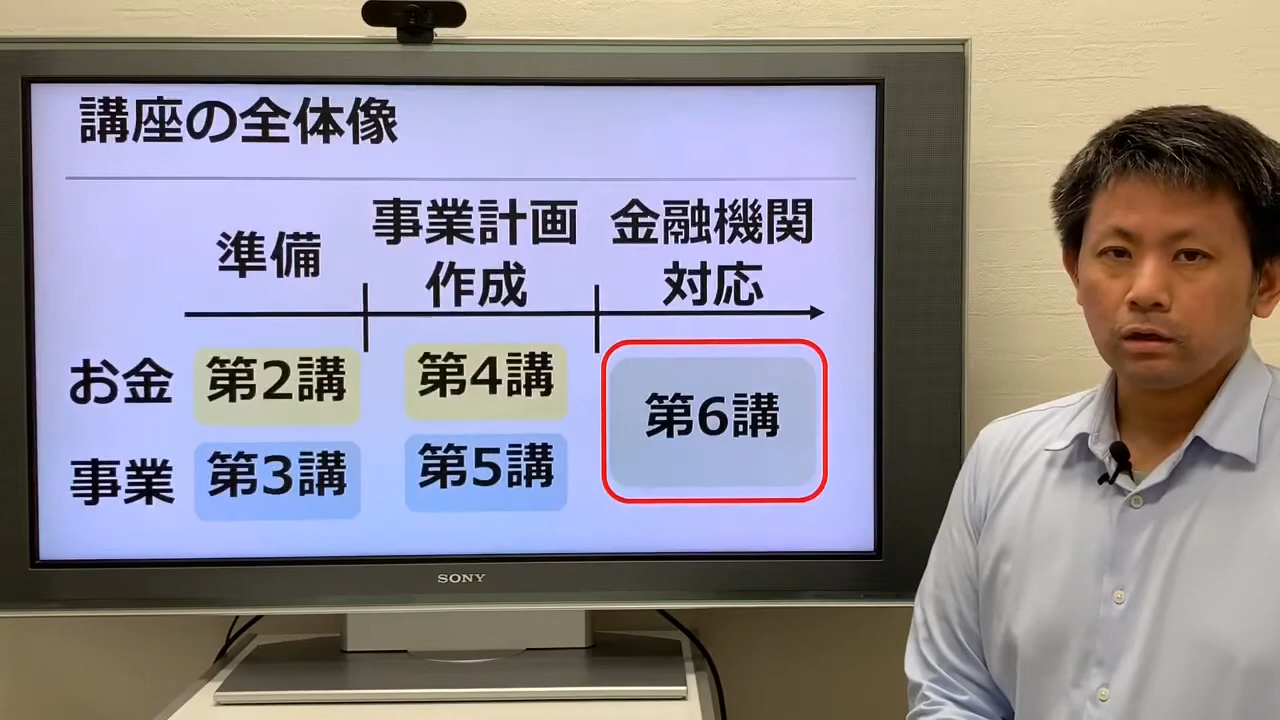 講座の全体像
準備
事業計画
作成
金融機関
対応
お金
第2講
第4講
第6講
事業
第3講
第5講
SONY